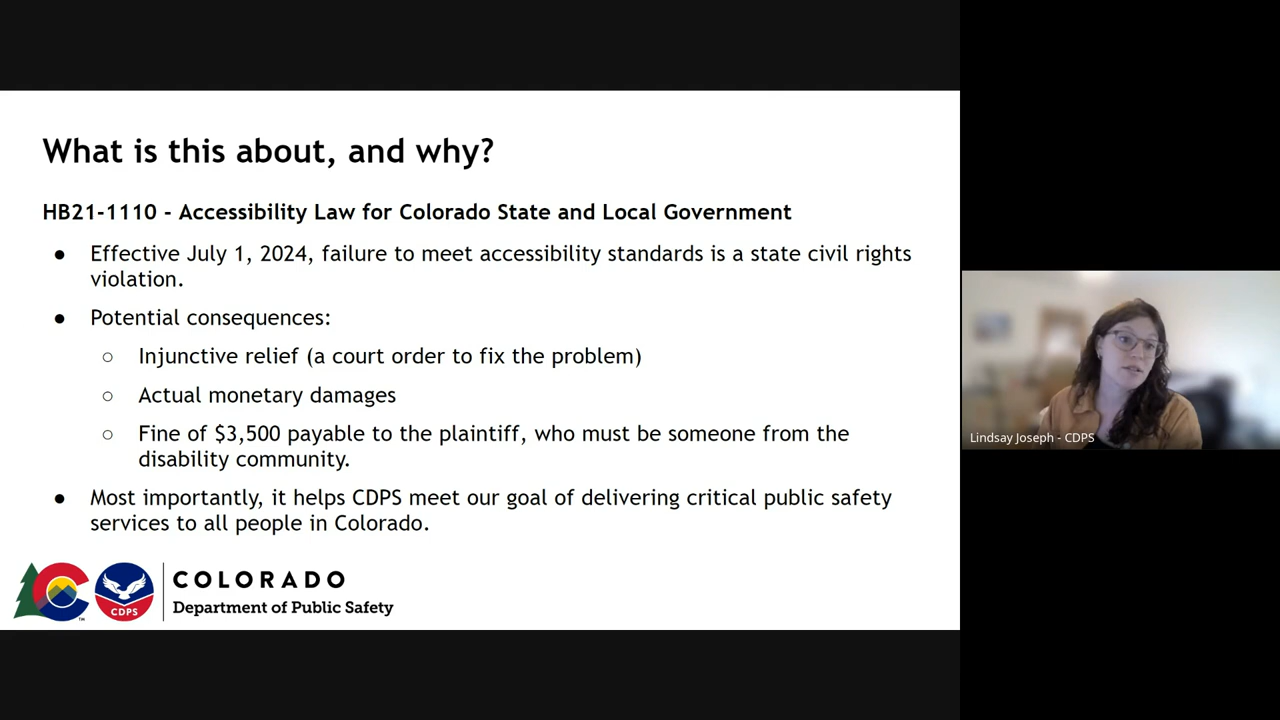 What is this about, and why?
HB21-1110 - Accessibility Law for Colorado State and Local Government
● Effective July 1, 2024, failure to meet accessibility standards is a state civil rights
violation.
● Potential consequences:
○ Injunctive relief (a court order to fix the problem)
○ Actual monetary damages
○ Fine of $3,500 payable to the plaintiff, who must be someone from the
disability community.
● Most importantly, it helps CDPS meet our goal of delivering critical public safety
services to all people in Colorado.
CDPS
TM
COLORADO
Department of Public Safety
Lindsay Joseph - CDPS